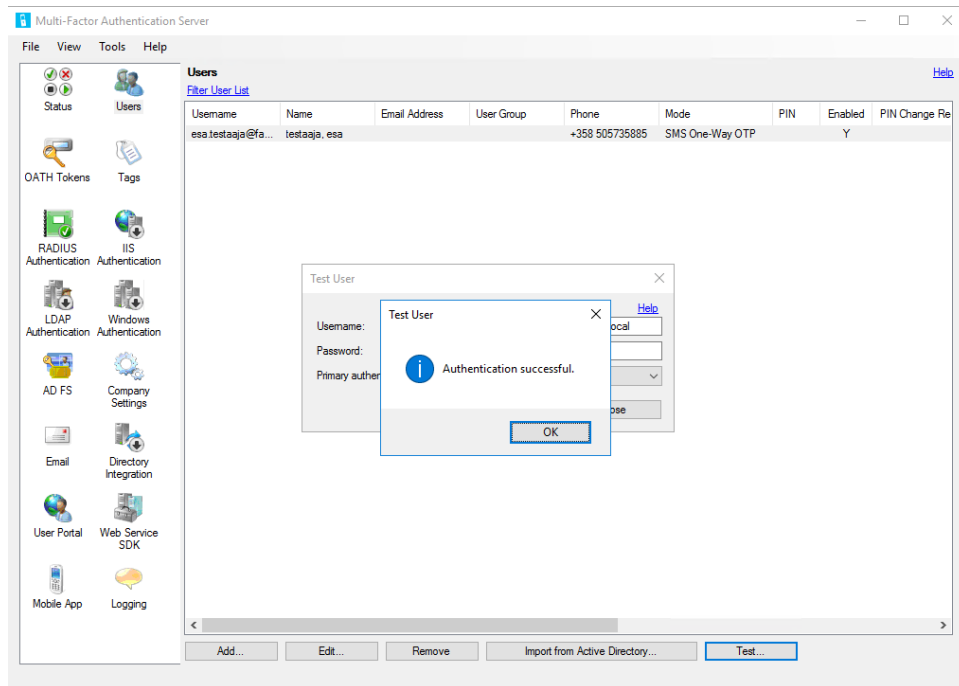 Multi-Factor Authentication Server
File View Tools Help
Status
Users
OATH Tokens
Tags
RADIUS Authentication
IIS Authentication
LDAP Authentication
Windows Authentication
AD FS
Company Settings
Email
Directory Integration
User Portal
Web Service SDK
Mobile App
Logging
Users
Help
Filter User List
Username Name Email Address User Group Phone Mode PIN Enabled PIN Change Re
esa.testaaja@fa... testaaja, esa +358 505735885 SMS One-Way OTP Y
Test User
Help
Username: ocal
Password:
Primary auther
ose
Test User
Authentication successful.
OK
Add... Edit... Remove Import from Active Directory... Test...